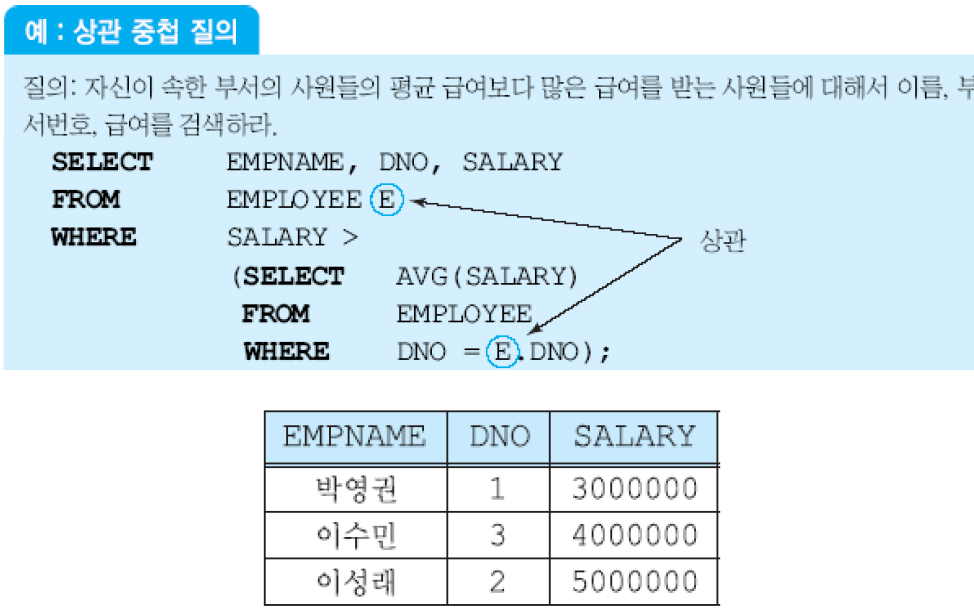 예 : 상관 중첩 질의
질의: 자신이 속한 부서의 사원들의 평균 급여보다 많은 급여를 받는 사원들에 대해서 이름, 부
서번호, 급여를 검색하라.
SELECT EMPNAME, DNO, SALARY
FROM EMPLOYEE E
WHERE SALARY >
상관
(SELECT AVG(SALARY)
FROM EMPLOYEE
WHERE DNO = E.DNO);
EMPNAME DNO SALARY
박영권 1 3000000
이수민 3 4000000
이성래 2 5000000